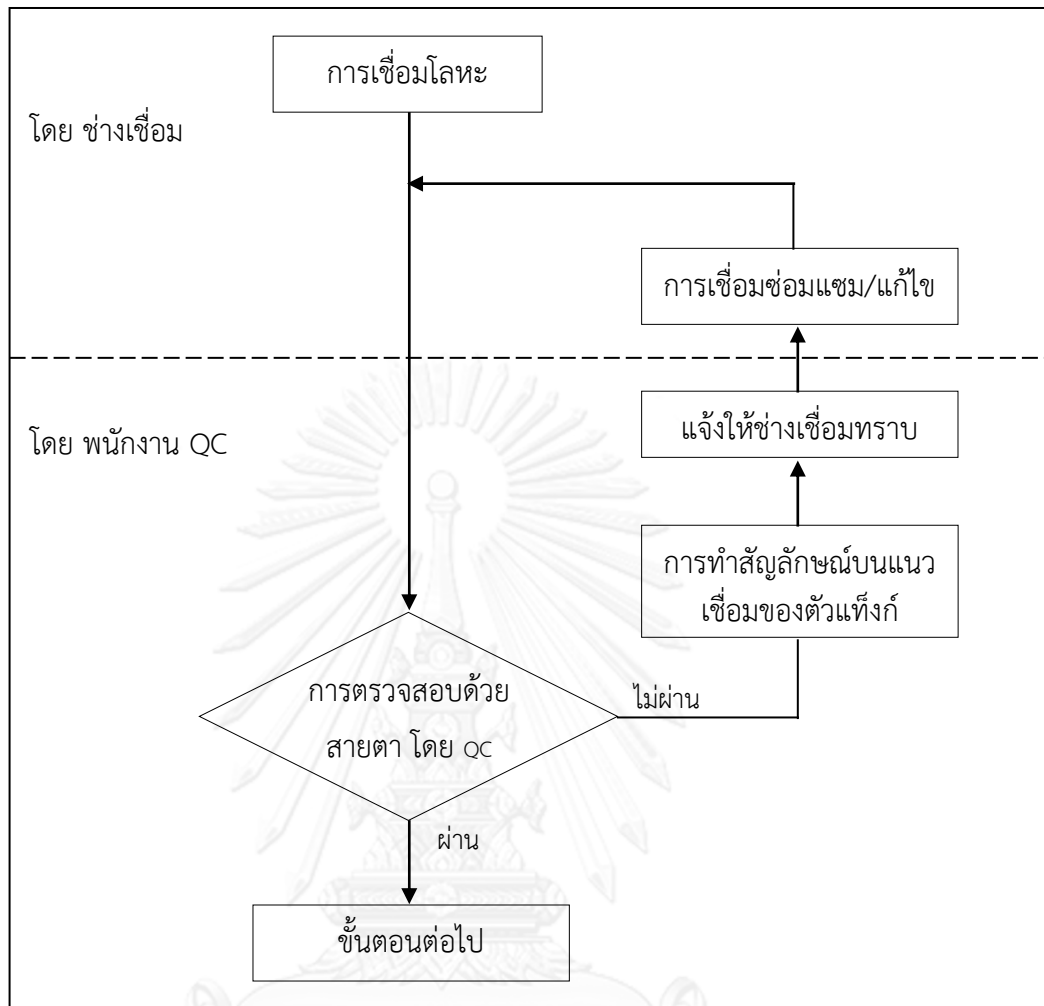 การเชื่อมโลหะ
โดย ช่างเชื่อม
การเชื่อมซ่อมแซม/แก้ไข
แจ้งให้ช่างเชื่อมทราบ
โดย พนักงาน QC
การทำสัญลักษณ์บนแนว
เชื่อมของตัวแท็งก์
การตรวจสอบด้วย
สายตา โดย QC
ไม่ผ่าน
ผ่าน
ขั้นตอนต่อไป